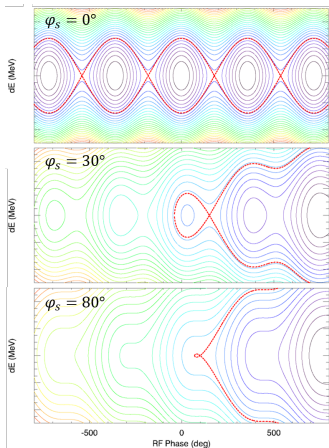 φs = 0°
dE (MeV)
φs = 30°
dE (MeV)
φs = 80°
dE (MeV)
-500 0 500
RF Phase (deg)